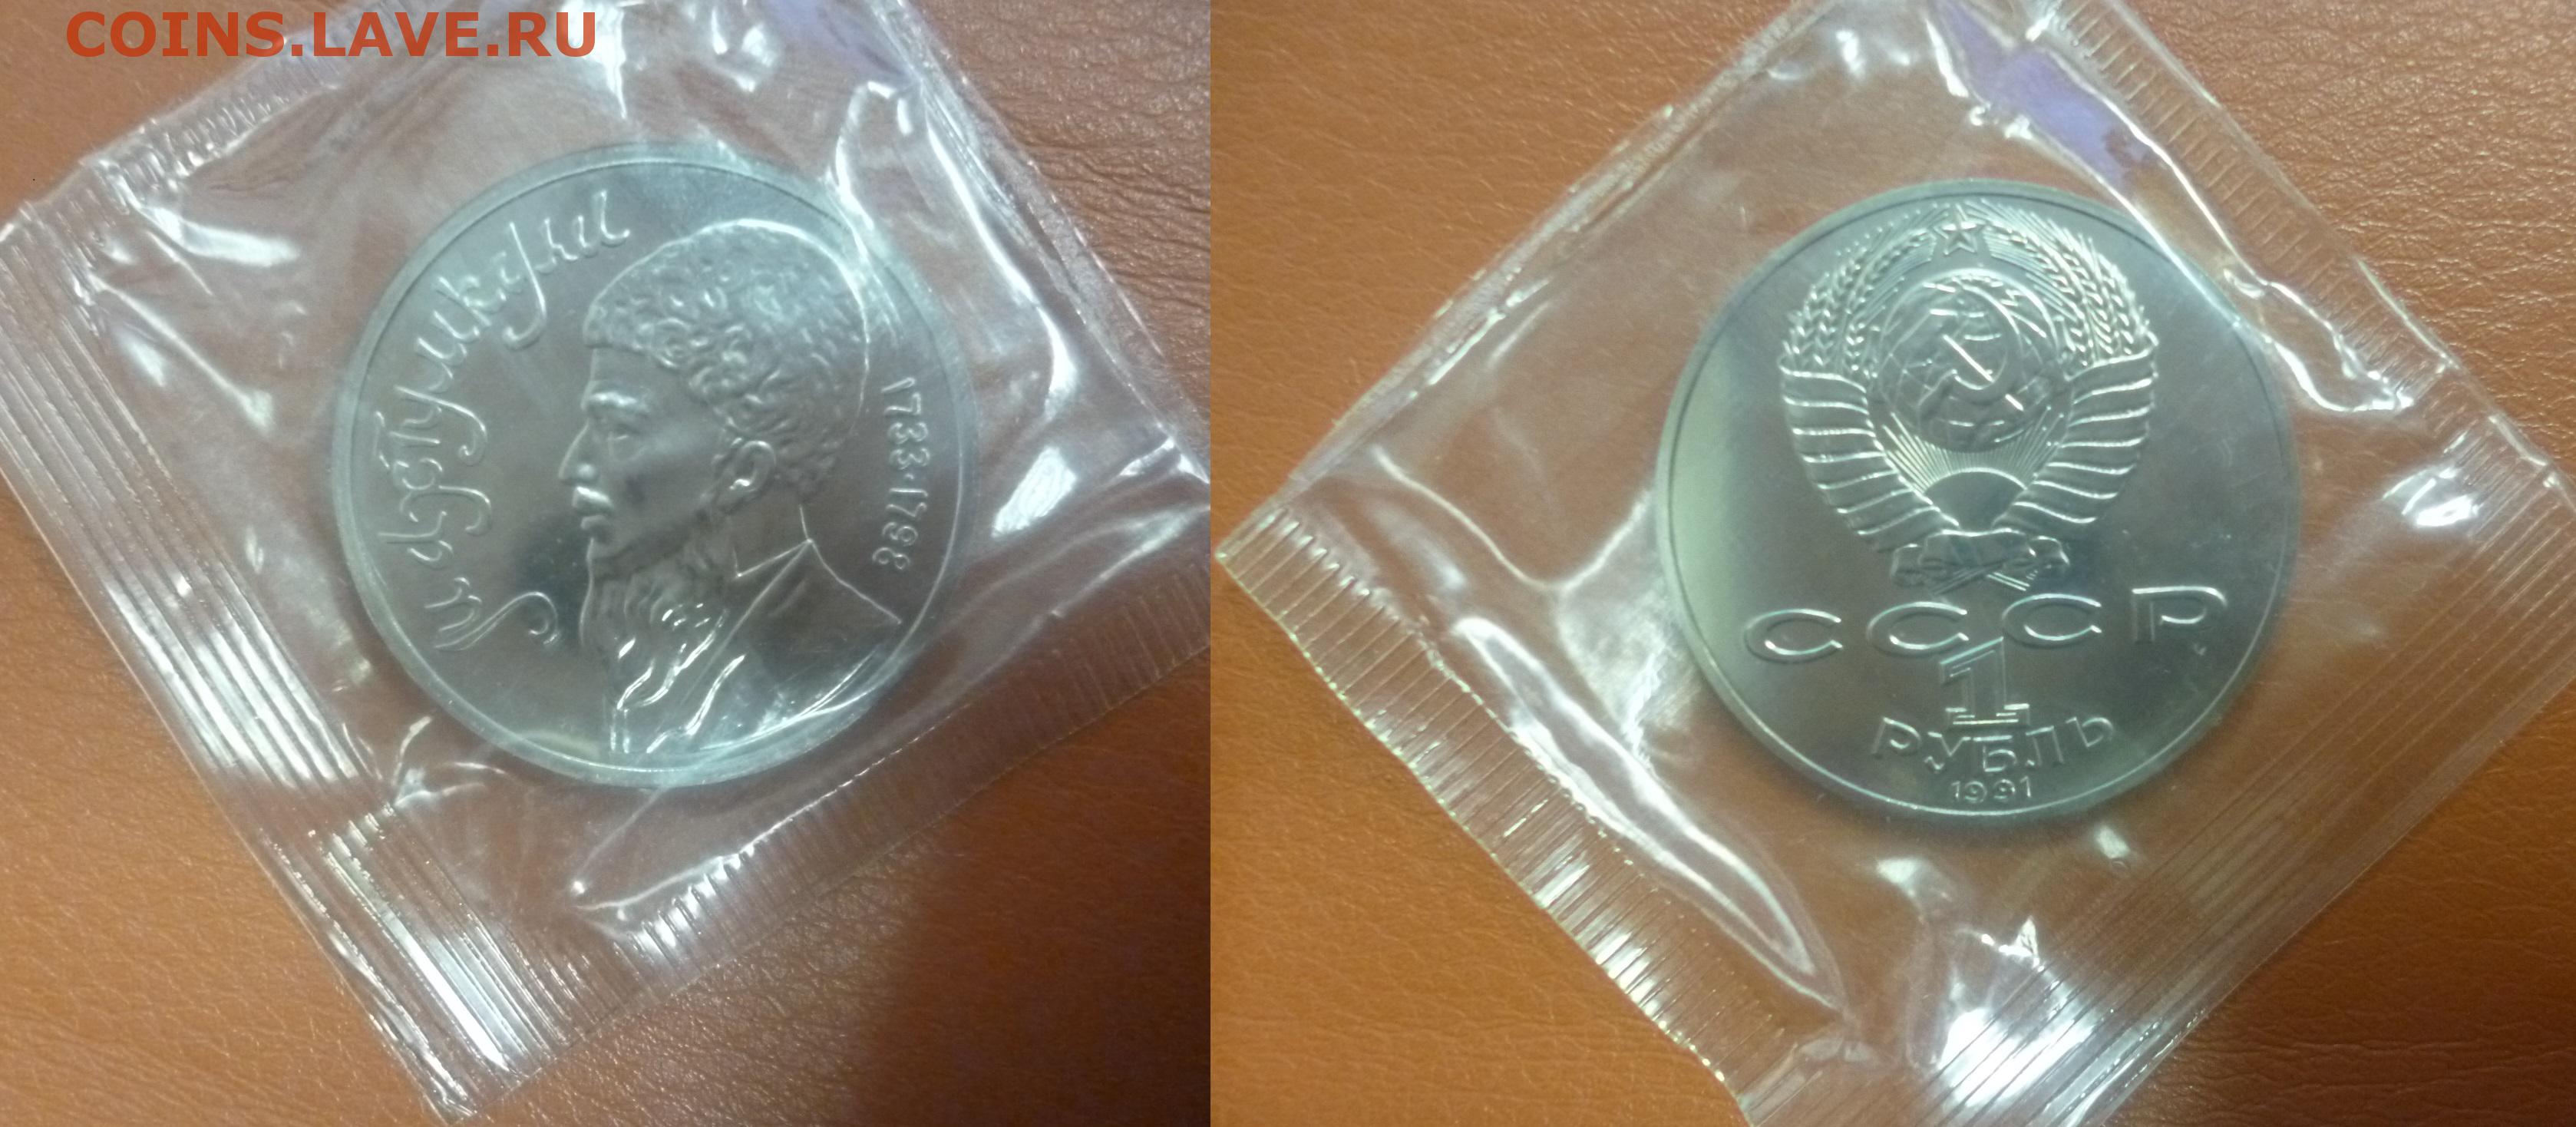 COINS.LAVE.RU
Махтумкули
1733·1798
СССР
1
РУБЛЬ
1991